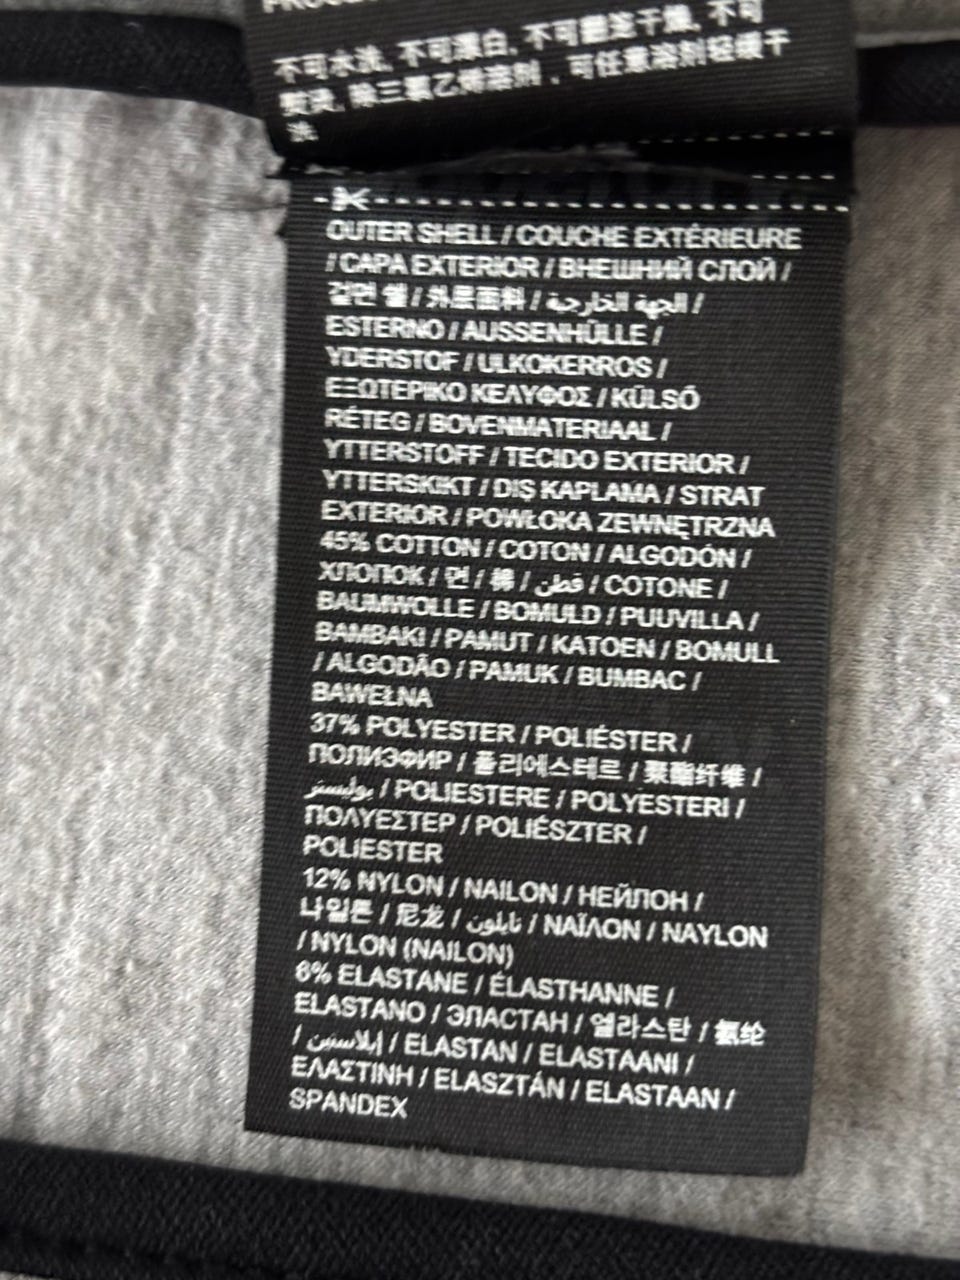 不可水洗, 不可漂白, 不可翻笼干燥, 不可
熨烫, 除三氯乙烯溶剂, 可任意溶剂轻缓干
洗
OUTER SHELL / COUCHE EXTÉRIEURE
/ CAPA EXTERIOR / ВНЕШНИЙ СЛОЙ /
겉면 쉘 / 外层面料 / الجهة الخارجية /
ESTERNO / AUSSENHÜLLE /
YDERSTOF / ULKOKERROS /
ΕΞΩΤΕΡΙΚΟ ΚΕΛΥΦΟΣ / KÜLSŐ
RÉTEG / BOVENMATERIAAL /
YTTERSTOFF / TECIDO EXTERIOR /
YTTERSKIKT / DIŞ KAPLAMA / STRAT
EXTERIOR / POWŁOKA ZEWNĘTRZNA
45% COTTON / COTON / ALGODÓN /
ХЛОПОК / 면 / 棉 / قطن / COTONE /
BAUMWOLLE / BOMULD / PUUVILLA /
ΒΑΜΒΑΚΙ / PAMUT / KATOEN / BOMULL
/ ALGODÃO / PAMUK / BUMBAC /
BAWEŁNA
37% POLYESTER / POLIÉSTER /
ПОЛИЭФИР / 폴리에스테르 / 聚酯纤维 /
بوليستر / POLIESTERE / POLYESTERI /
ΠΟΛΥΕΣΤΕΡ / POLIÉSZTER /
POLIESTER
12% NYLON / NAILON / НЕЙЛОН /
나일론 / 尼龙 / نايلون / ΝΑΪΛΟΝ / NAYLON
/ NYLON (NAILON)
6% ELASTANE / ÉLASTHANNE /
ELASTANO / ЭЛАСТАН / 엘라스탄 / 氨纶
/ إيلاستين / ELASTAN / ELASTAANI /
ΕΛΑΣΤΙΝΗ / ELASZTÁN / ELASTAAN /
SPANDEX